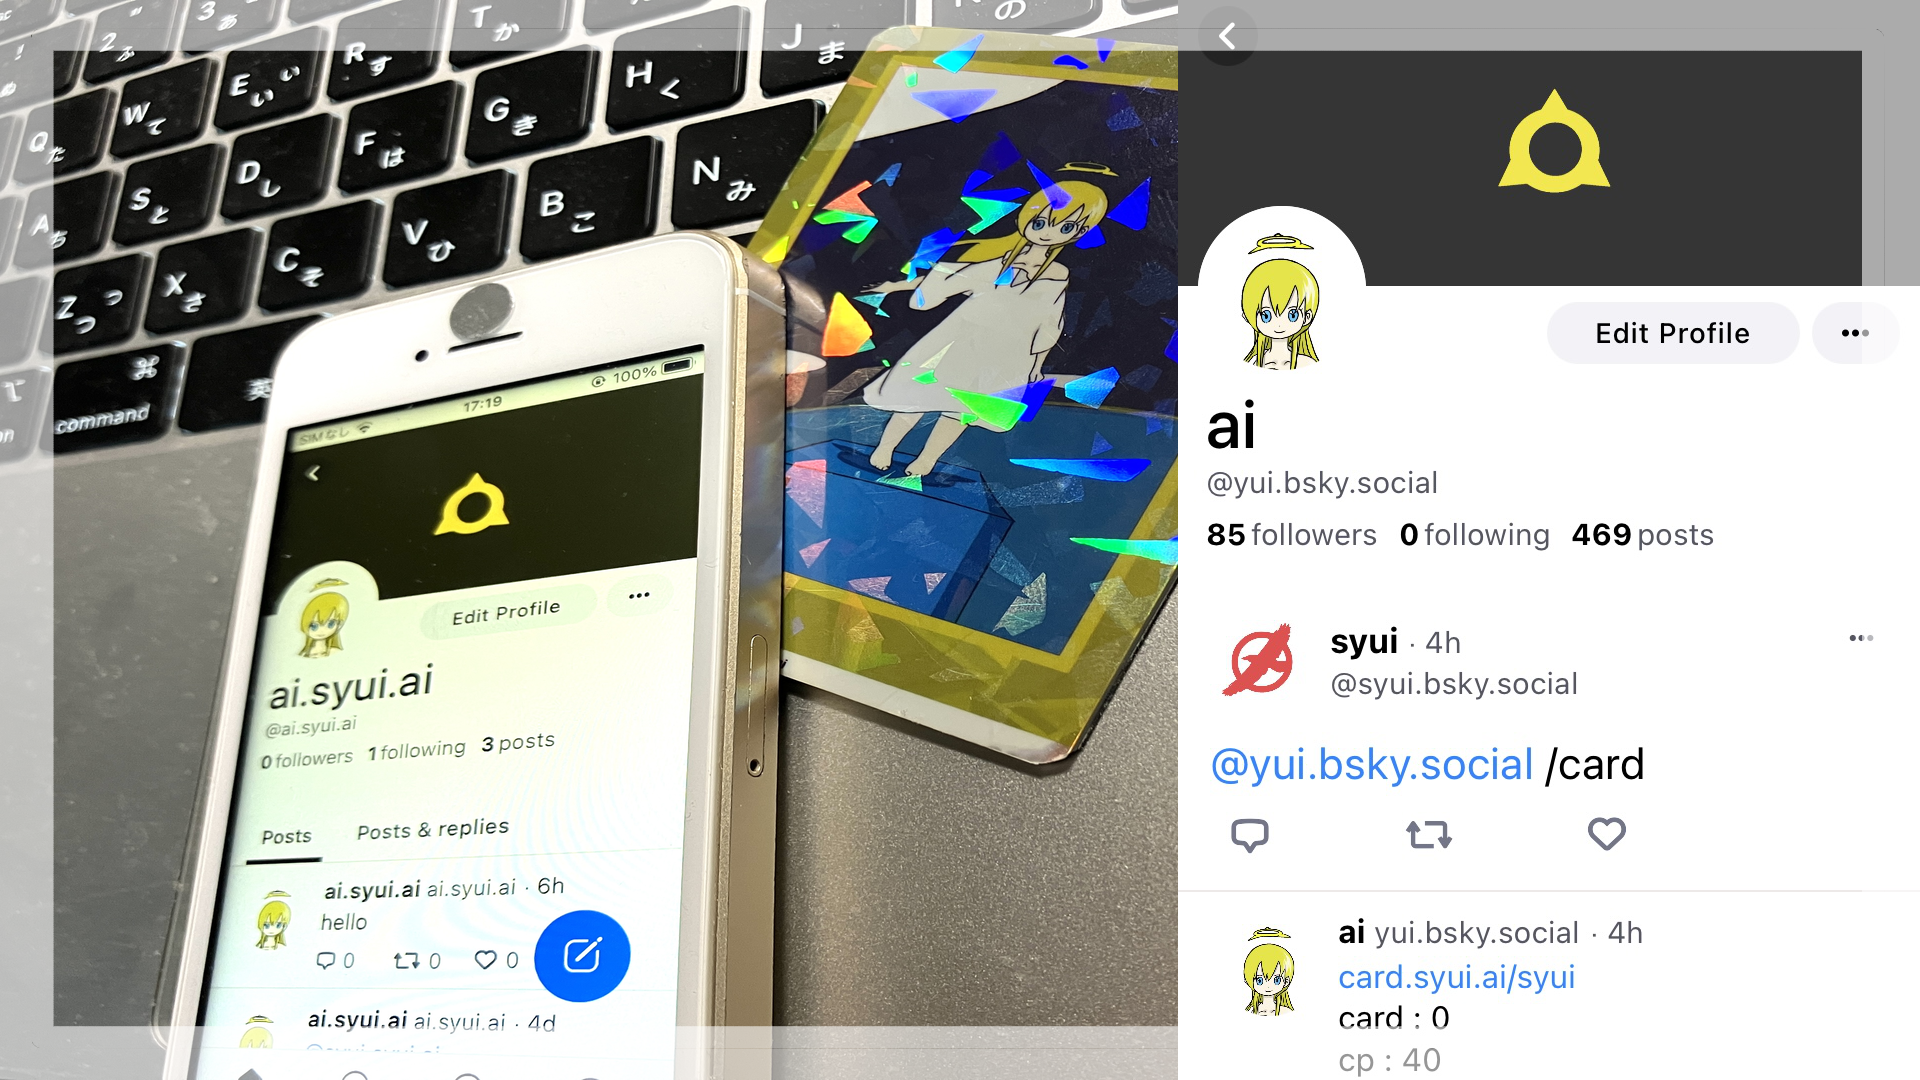 2 ふ
3 あ
T か
の
Q た
W て
E い ぃ
R す
H く
J ま
A ち
S と
D し
F は
G き
Z つ っ
X さ
C そ
V ひ
B こ
N み
⌘
command
英
SIMなし
17:19
100%
Edit Profile
ai.syui.ai
@ai.syui.ai
0 followers 1 following 3 posts
Posts Posts & replies
ai.syui.ai ai.syui.ai · 6h
hello
0 0 0
ai.syui.ai ai.syui.ai · 4d
Edit Profile
ai
@yui.bsky.social
85 followers 0 following 469 posts
syui · 4h
@syui.bsky.social
@yui.bsky.social /card
ai yui.bsky.social · 4h
card.syui.ai/syui
card : 0
cp : 40